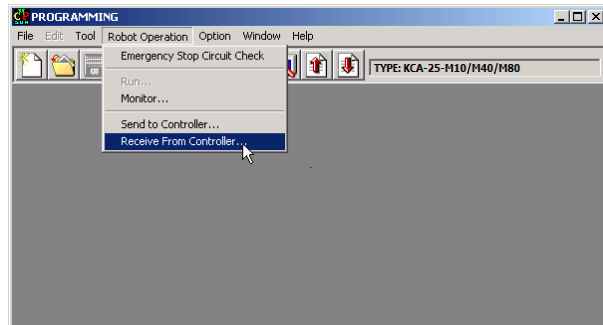 PROGRAMMING
File Edit Tool Robot Operation Option Window Help
Emergency Stop Circuit Check
TYPE: KCA-25-M10/M40/M80
Run...
Monitor...
Send to Controller...
Receive From Controller...